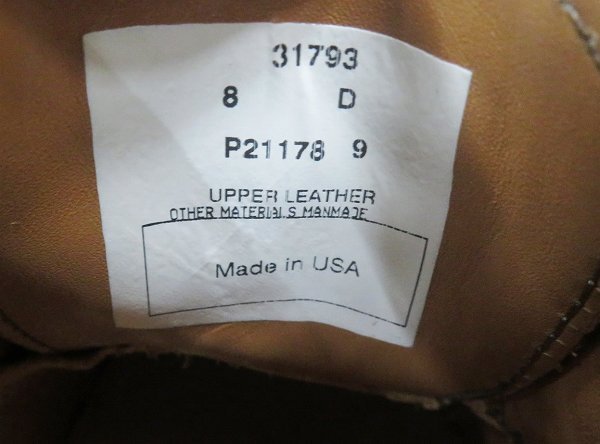 31793
8 D
P21178 9
UPPER LEATHER
OTHER MATERIALS MANMADE
Made in USA